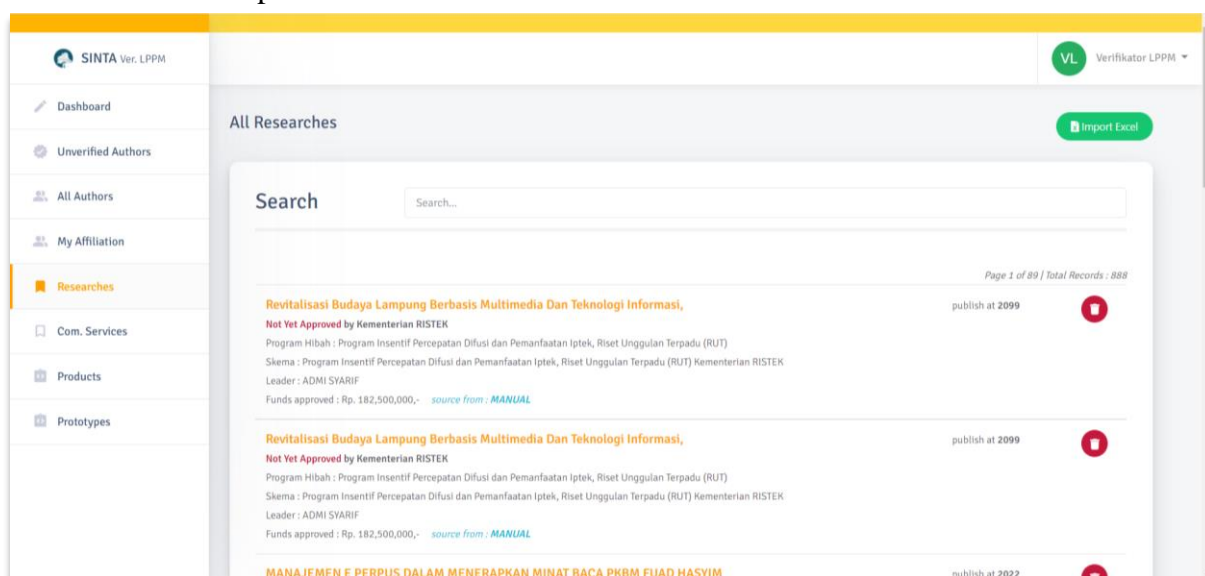 SINTA Ver. LPPM
VL Verifikator LPPM
Dashboard
Unverified Authors
All Authors
My Affiliation
Researches
Com. Services
Products
Prototypes
All Researches
Import Excel
Search
Search...
Page 1 of 89 | Total Records : 888
Revitalisasi Budaya Lampung Berbasis Multimedia Dan Teknologi Informasi,
publish at 2099
Not Yet Approved by Kementerian RISTEK
Program Hibah : Program Insentif Percepatan Difusi dan Pemanfaatan Iptek, Riset Unggulan Terpadu (RUT)
Skema : Program Insentif Percepatan Difusi dan Pemanfaatan Iptek, Riset Unggulan Terpadu (RUT) Kementerian RISTEK
Leader : ADMI SYARIF
Funds approved : Rp. 182,500,000,- source from : MANUAL
Revitalisasi Budaya Lampung Berbasis Multimedia Dan Teknologi Informasi,
publish at 2099
Not Yet Approved by Kementerian RISTEK
Program Hibah : Program Insentif Percepatan Difusi dan Pemanfaatan Iptek, Riset Unggulan Terpadu (RUT)
Skema : Program Insentif Percepatan Difusi dan Pemanfaatan Iptek, Riset Unggulan Terpadu (RUT) Kementerian RISTEK
Leader : ADMI SYARIF
Funds approved : Rp. 182,500,000,- source from : MANUAL
MANAJEMEN E PERPUS DALAM MENERAPKAN MINAT BACA PKBM FUAD HASYIM
publish at 2022